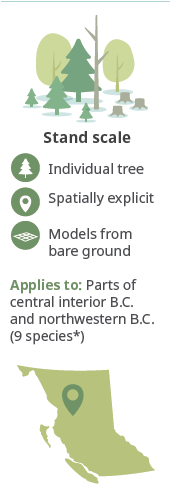 Stand scale
Individual tree
Spatially explicit
Models from
bare ground
Applies to: Parts of
central interior B.C.
and northwestern B.C.
(9 species*)